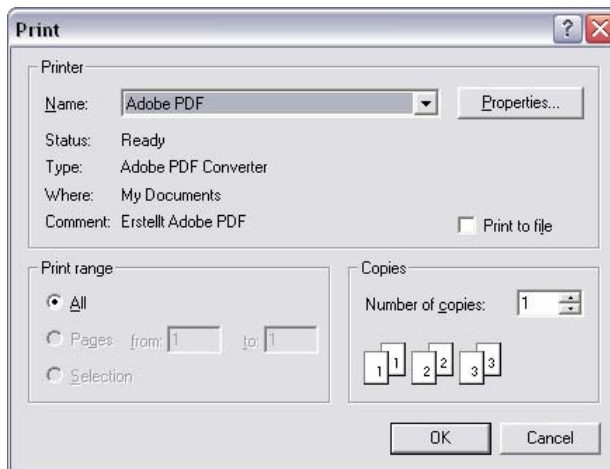 Print
Printer
Name: Adobe PDF Properties...
Status: Ready
Type: Adobe PDF Converter
Where: My Documents
Comment: Erstellt Adobe PDF Print to file
Print range
All
Pages from: 1 to: 1
Selection
Copies
Number of copies: 1
1 1 2 2 3 3
OK Cancel